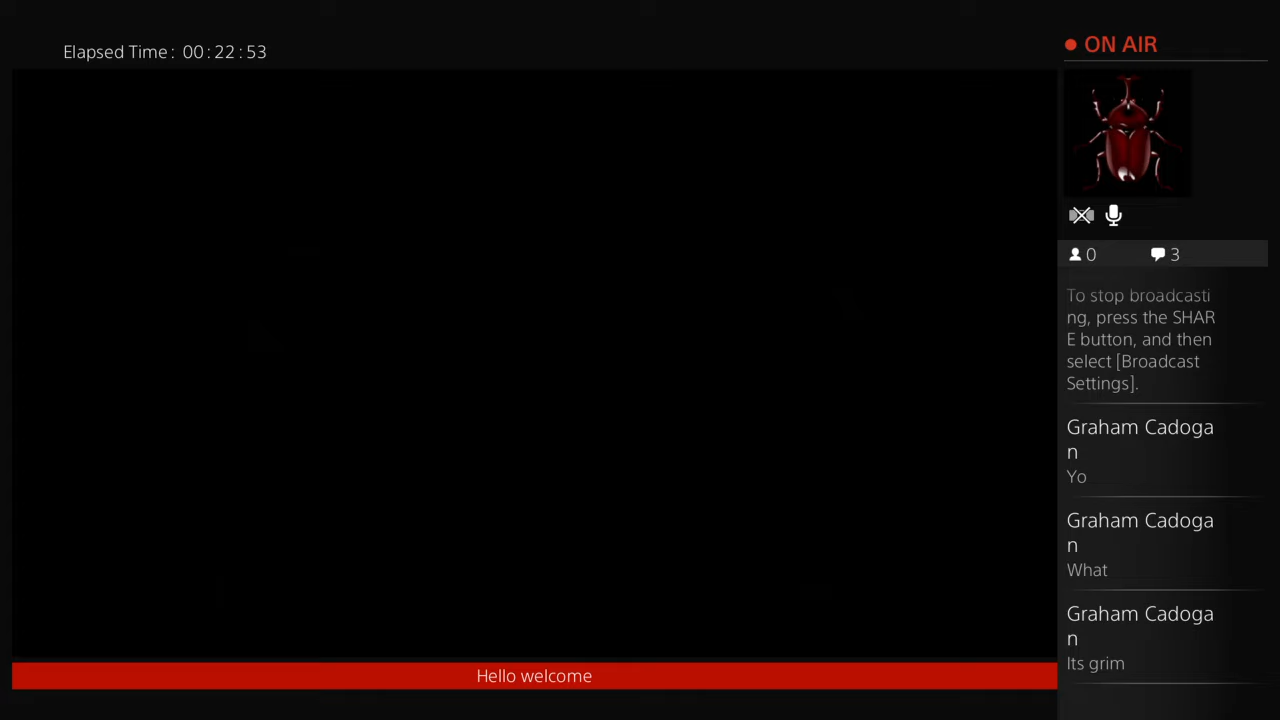 Elapsed Time: 00:22:53
ON AIR
0 3
To stop broadcasti
ng, press the SHAR
E button, and then
select [Broadcast
Settings].
Graham Cadoga
n
Yo
Graham Cadoga
n
What
Graham Cadoga
n
Its grim
Hello welcome